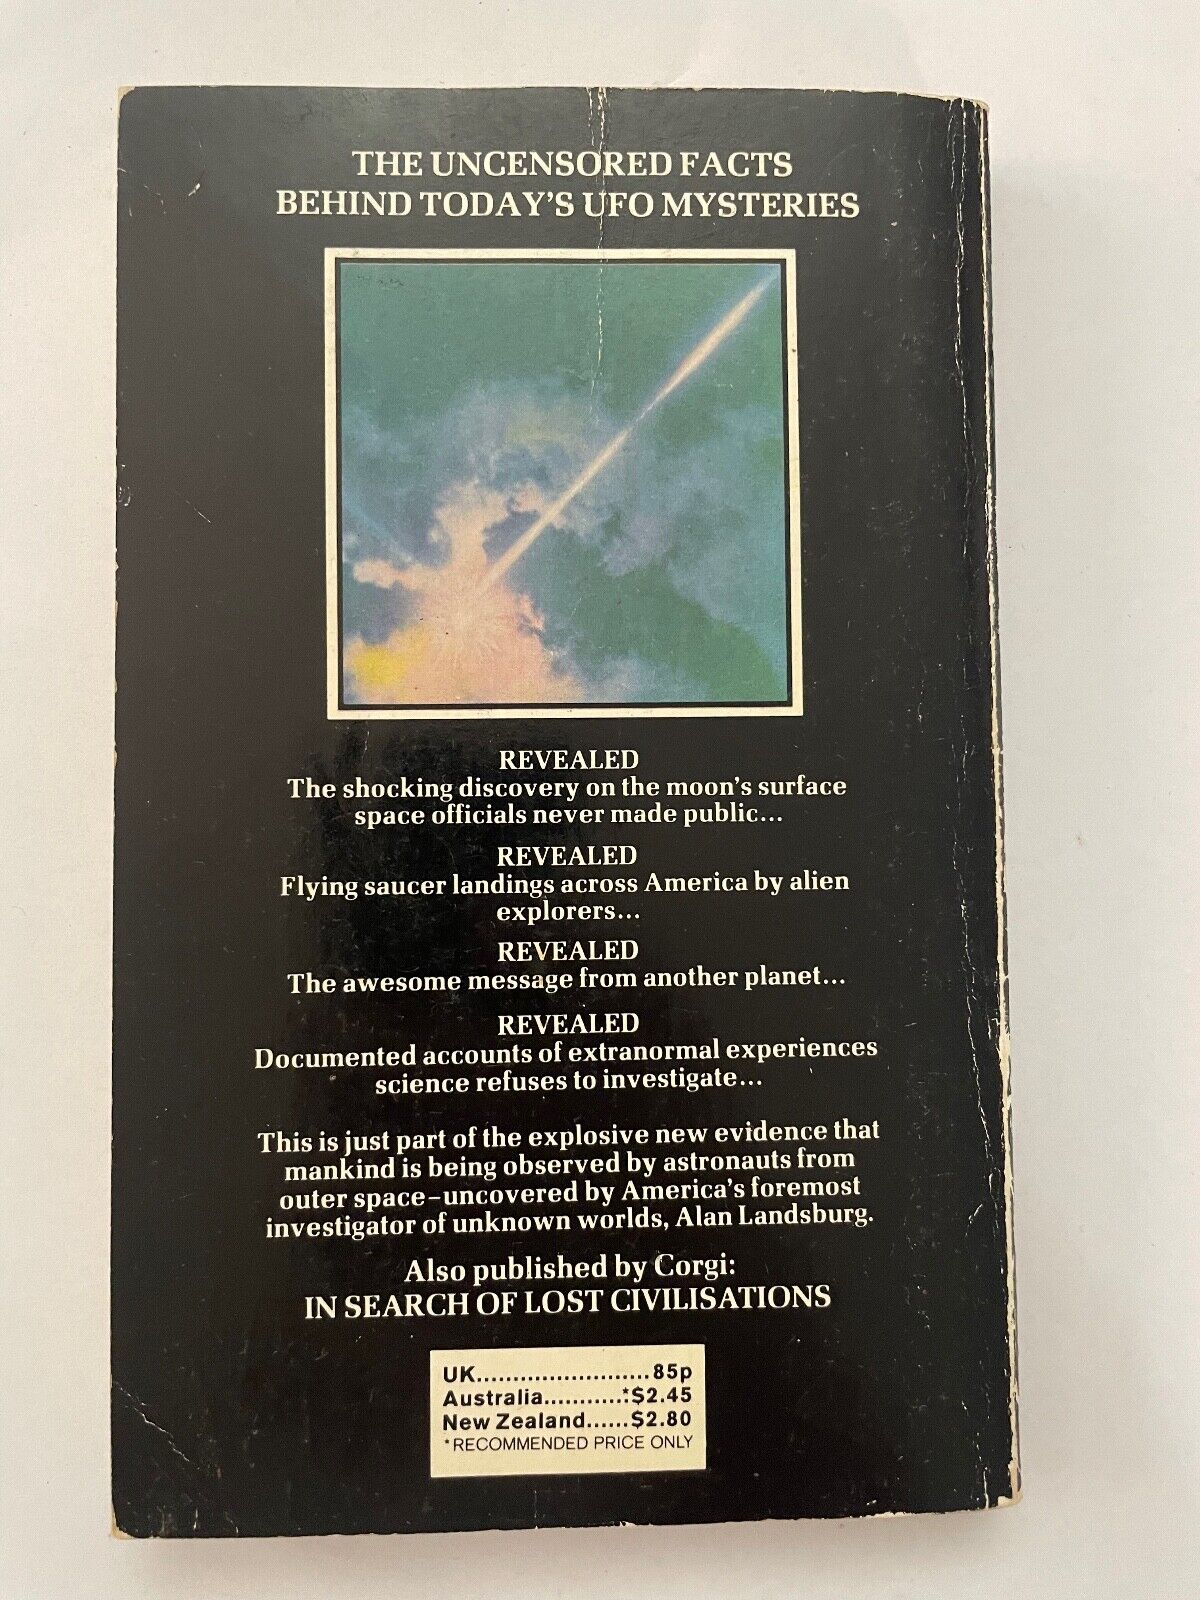 THE UNCENSORED FACTS
BEHIND TODAY'S UFO MYSTERIES
REVEALED
The shocking discovery on the moon's surface
space officials never made public...
REVEALED
Flying saucer landings across America by alien
explorers...
REVEALED
The awesome message from another planet...
REVEALED
Documented accounts of extranormal experiences
science refuses to investigate...
This is just part of the explosive new evidence that
mankind is being observed by astronauts from
outer space–uncovered by America's foremost
investigator of unknown worlds, Alan Landsburg.
Also published by Corgi:
IN SEARCH OF LOST CIVILISATIONS
UK.......................85p
Australia...........*$2.45
New Zealand......$2.80
*RECOMMENDED PRICE ONLY